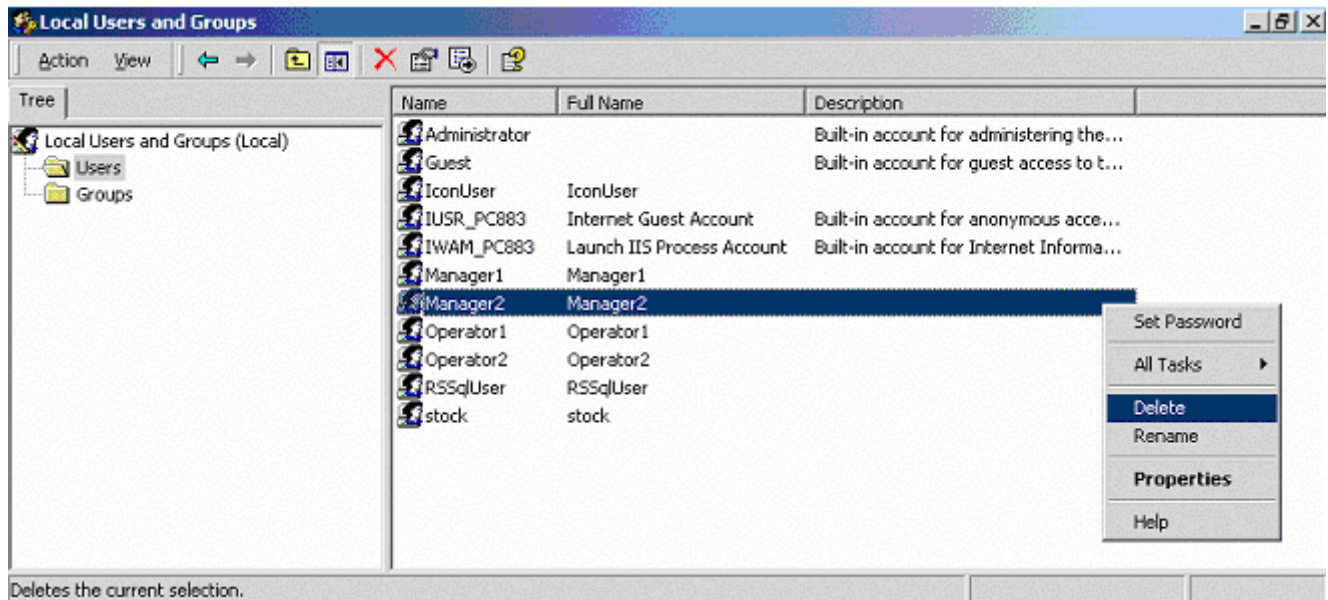 Local Users and Groups
Action View
Tree
Name Full Name Description
Local Users and Groups (Local)
Users
Groups
Administrator Built-in account for administering the...
Guest Built-in account for guest access to t...
IconUser IconUser
IUSR_PC883 Internet Guest Account Built-in account for anonymous acce...
IWAM_PC883 Launch IIS Process Account Built-in account for Internet Informa...
Manager1 Manager1
Manager2 Manager2
Operator1 Operator1
Operator2 Operator2
RSSqlUser RSSqlUser
stock stock
Set Password
All Tasks
Delete
Rename
Properties
Help
Deletes the current selection.